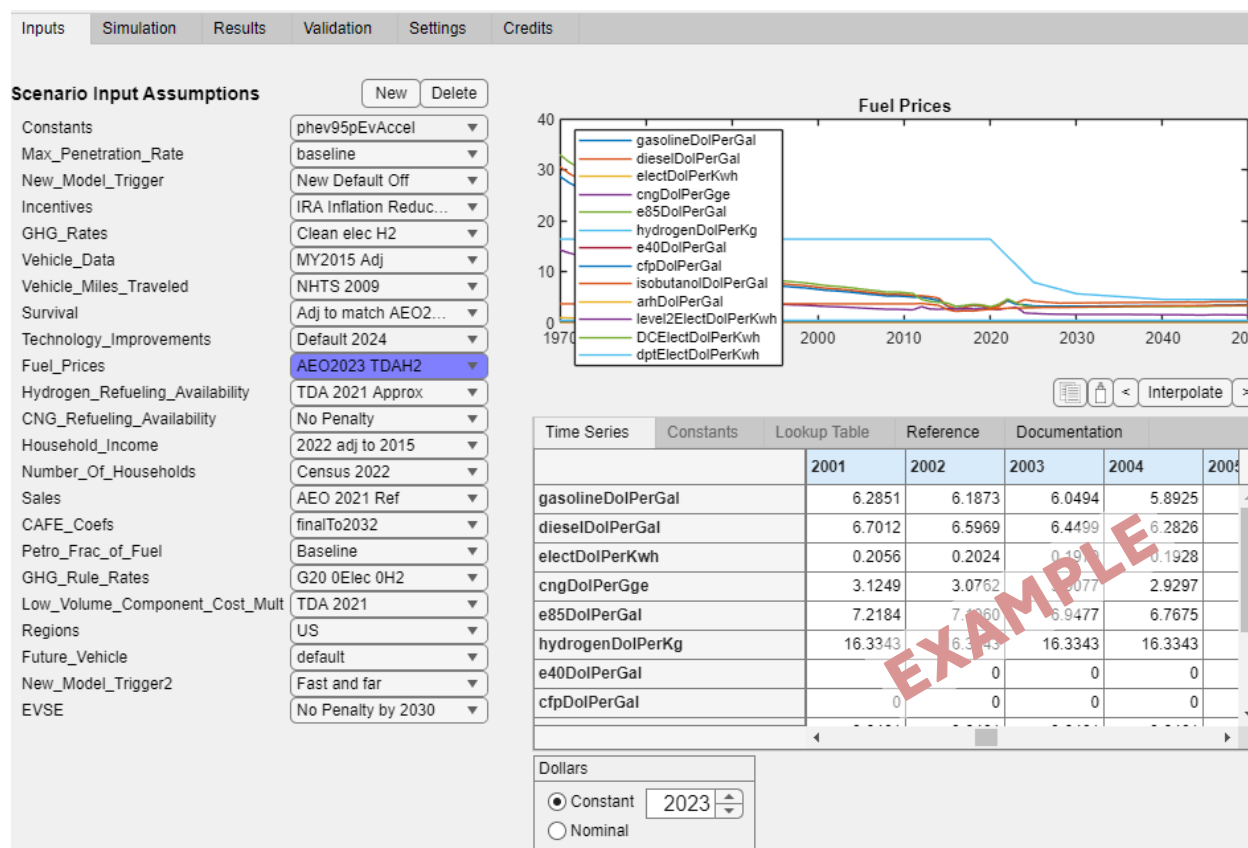 Inputs Simulation Results Validation Settings Credits
Scenario Input Assumptions New Delete
Constants phev95pEvAccel
Max_Penetration_Rate baseline
New_Model_Trigger New Default Off
Incentives IRA Inflation Reduc...
GHG_Rates Clean elec H2
Vehicle_Data MY2015 Adj
Vehicle_Miles_Traveled NHTS 2009
Survival Adj to match AEO2...
Technology_Improvements Default 2024
Fuel_Prices AEO2023 TDAH2
Hydrogen_Refueling_Availability TDA 2021 Approx
CNG_Refueling_Availability No Penalty
Household_Income 2022 adj to 2015
Number_Of_Households Census 2022
Sales AEO 2021 Ref
CAFE_Coefs finalTo2032
Petro_Frac_of_Fuel Baseline
GHG_Rule_Rates G20 0Elec 0H2
Low_Volume_Component_Cost_Mult TDA 2021
Regions US
Future_Vehicle default
New_Model_Trigger2 Fast and far
EVSE No Penalty by 2030
Fuel Prices
40
30
20
10
0
gasolineDolPerGal
dieselDolPerGal
electDolPerKwh
cngDolPerGge
e85DolPerGal
hydrogenDolPerKg
e40DolPerGal
cfpDolPerGal
isobutanolDolPerGal
arhDolPerGal
level2ElectDolPerKwh
DCElectDolPerKwh
dptElectDolPerKwh
1970 2000 2010 2020 2030 2040 20
< Interpolate >
Time Series Constants Lookup Table Reference Documentation
2001 2002 2003 2004 2005
gasolineDolPerGal 6.2851 6.1873 6.0494 5.8925
dieselDolPerGal 6.7012 6.5969 6.4499 6.2826
electDolPerKwh 0.2056 0.2024 0.1928
cngDolPerGge 3.1249 3.0762 2.9297
e85DolPerGal 7.2184 6.9477 6.7675
hydrogenDolPerKg 16.3343 16.3343 16.3343 16.3343
e40DolPerGal 0 0 0
cfpDolPerGal 0 0 0 0
EXAMPLE
Dollars
Constant 2023
Nominal